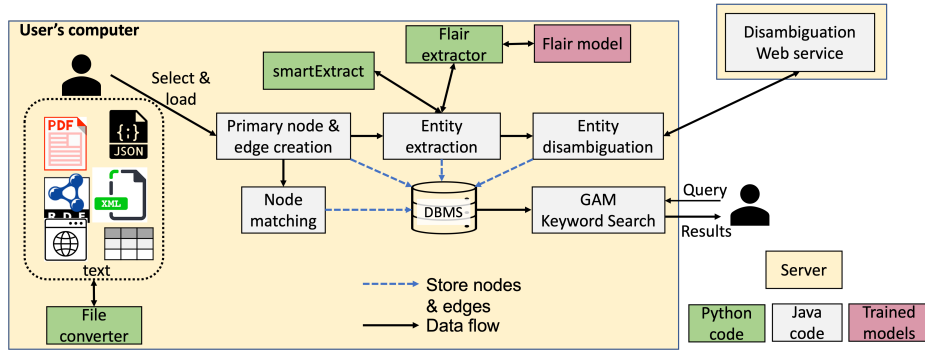 User's computer
Flair
extractor
Flair model
Disambiguation
Web service
smartExtract
Select &
load
PDF
{;}
JSON
Primary node &
edge creation
Entity
extraction
Entity
disambiguation
RDF
XML
Node
matching
DBMS
GAM
Keyword Search
Query
Results
text
File
converter
Store nodes
& edges
Data flow
Server
Python
code
Java
code
Trained
models